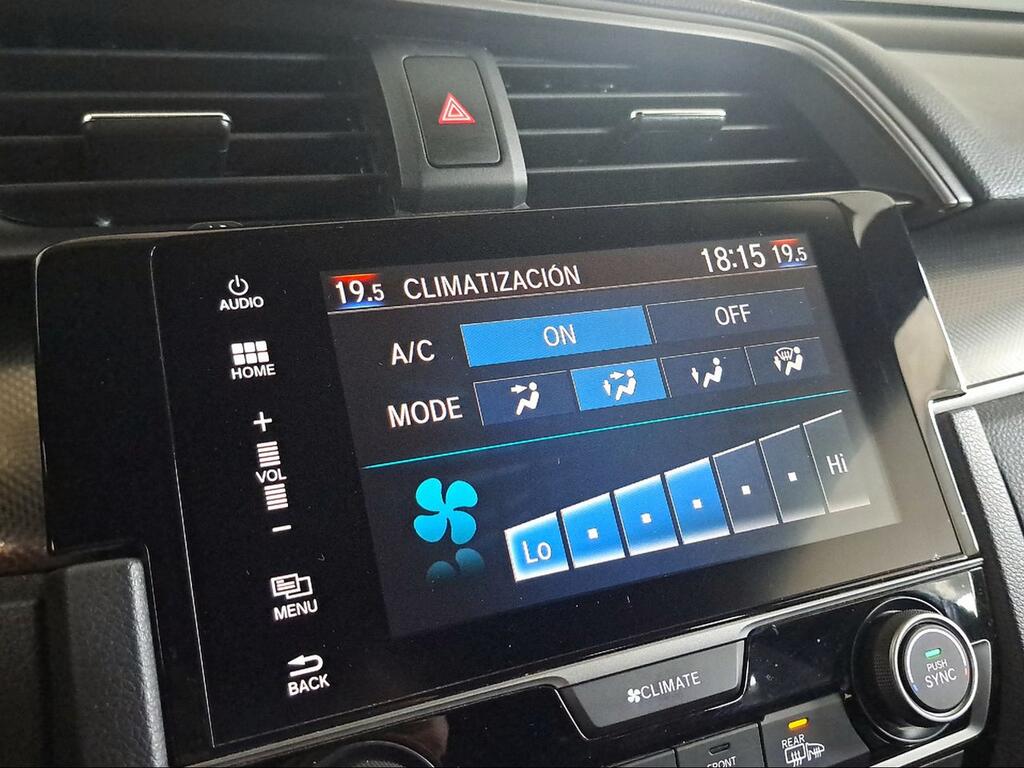 AUDIO
HOME
+
VOL
−
MENU
BACK
19.5 CLIMATIZACIÓN 18:15 19.5
A/C ON OFF
MODE
Lo Hi
CLIMATE
PUSH
SYNC
REAR
FRONT